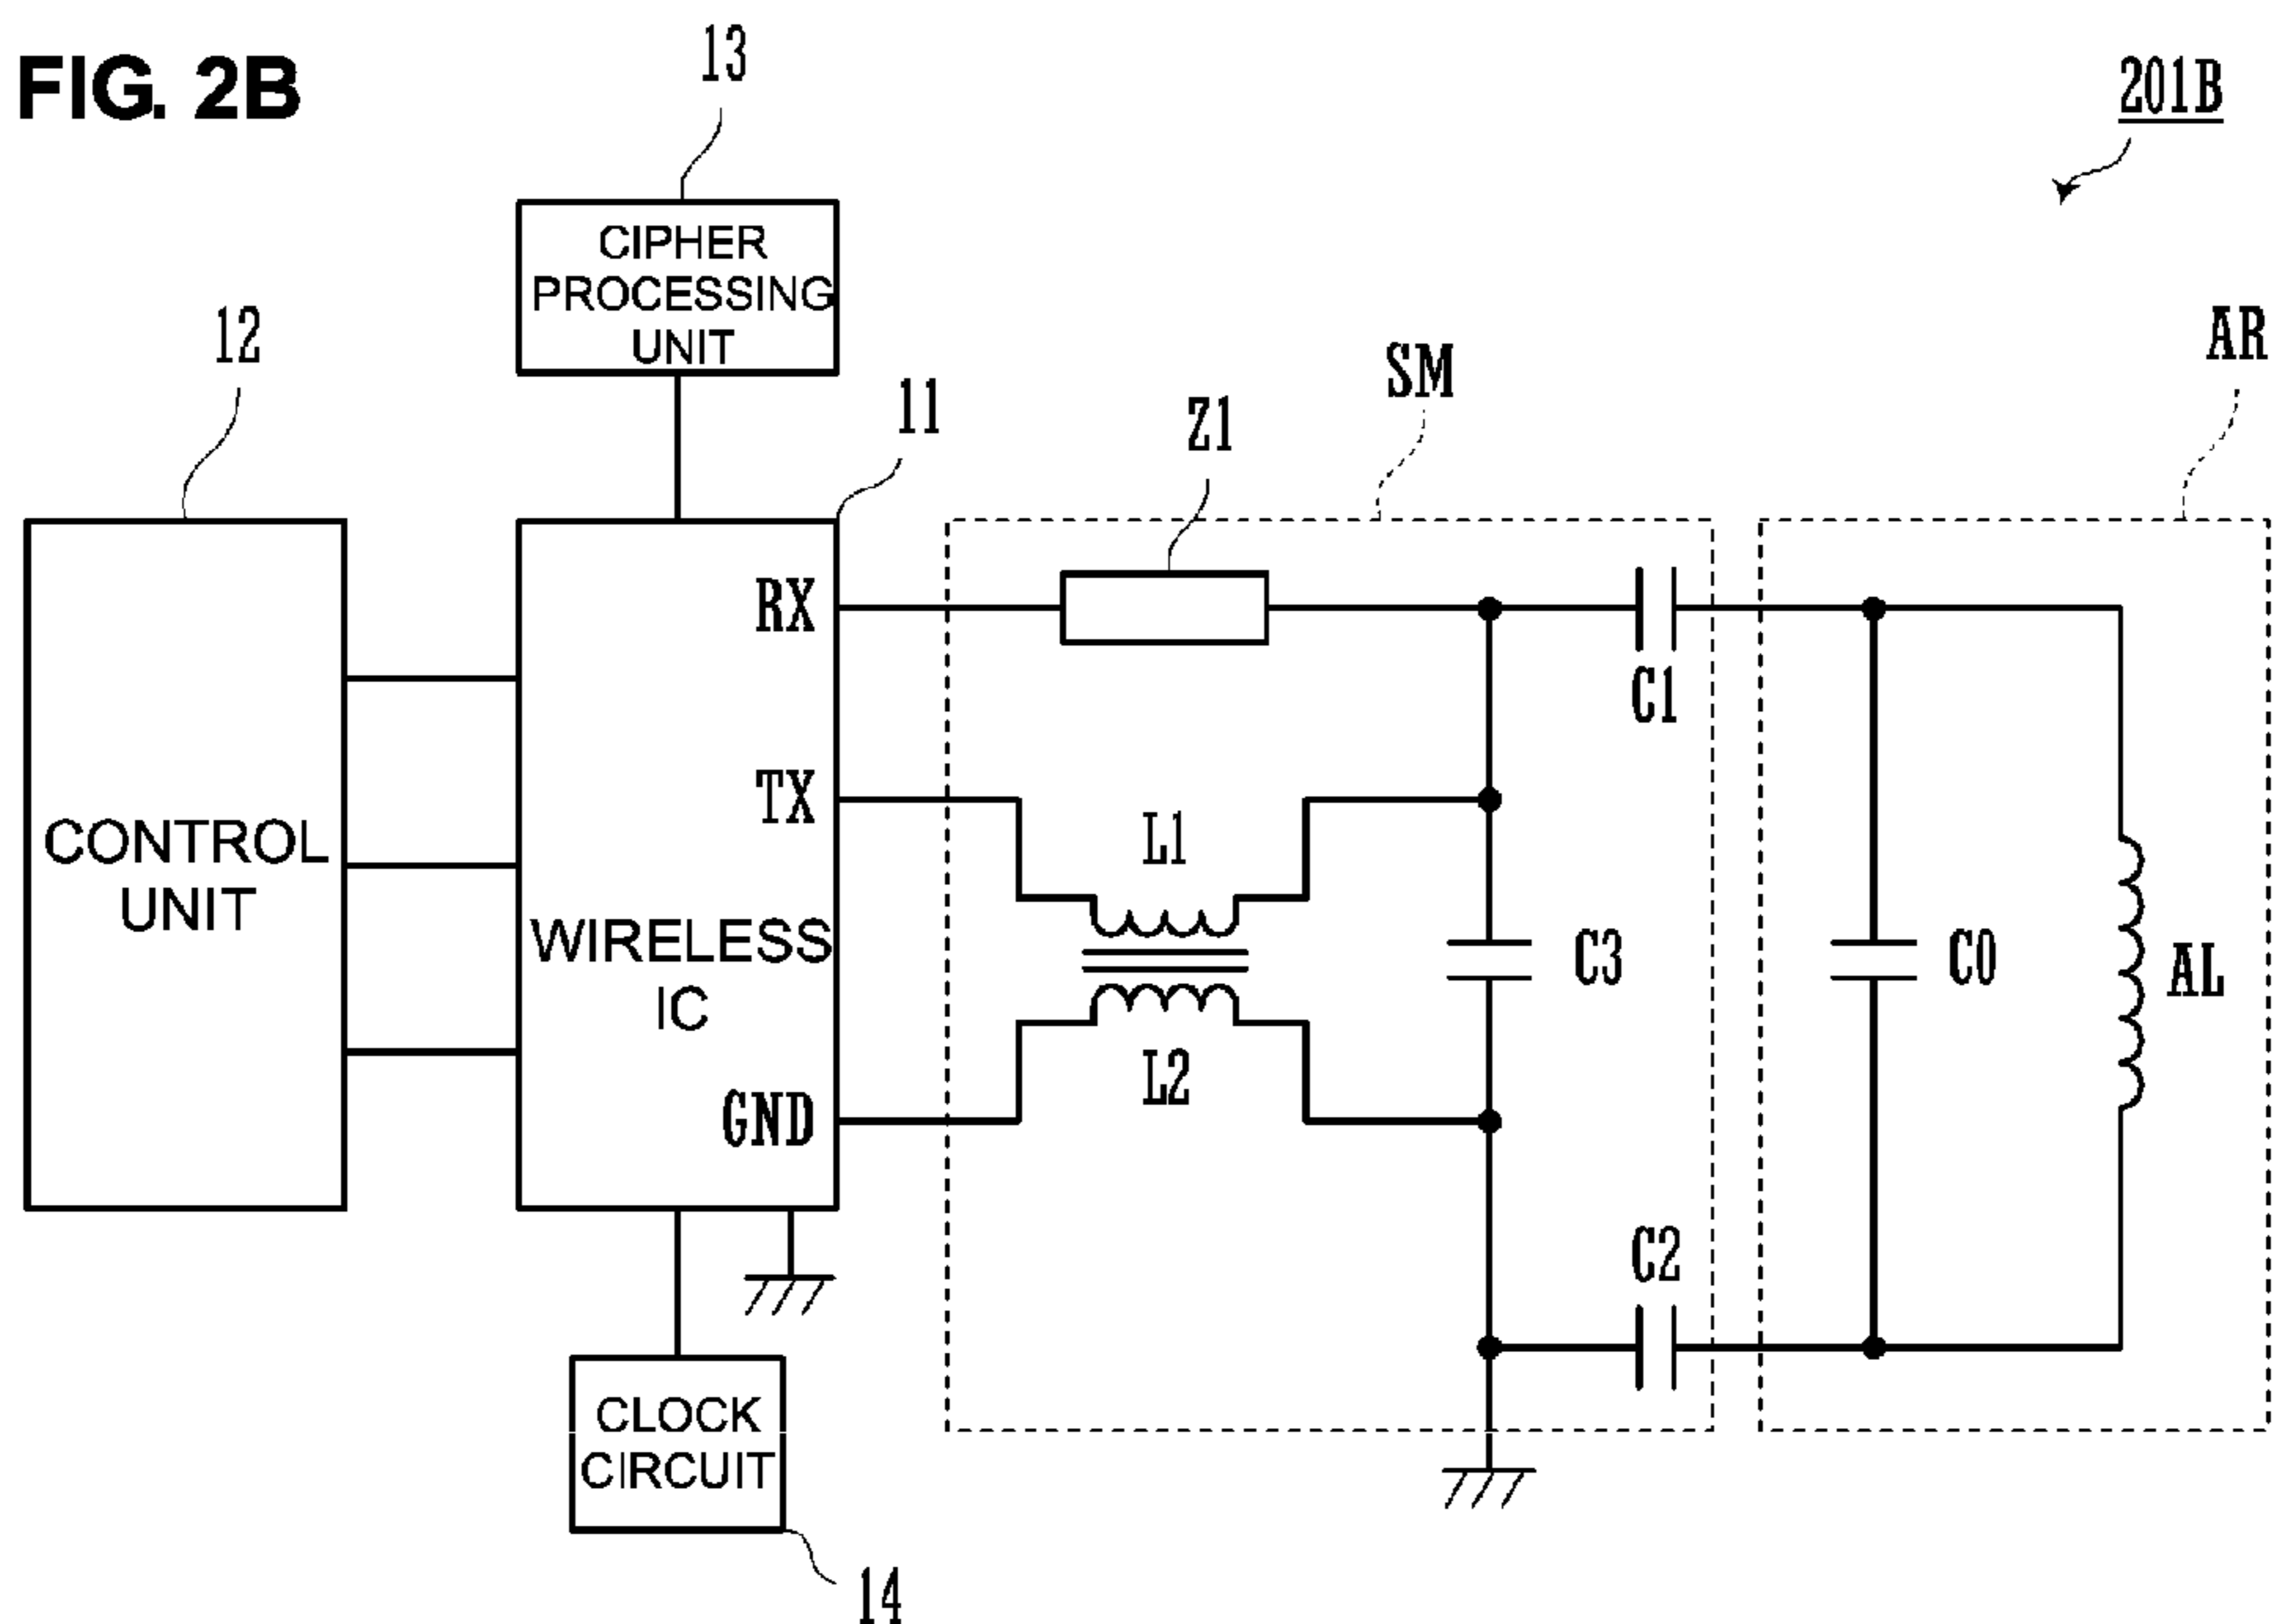 FIG. 2B
13
201B
CIPHER
PROCESSING
UNIT
12
11
Z1
SM
AR
RX
C1
TX
L1
CONTROL
UNIT
WIRELESS
IC
C3
C0
AL
L2
GND
C2
CLOCK
CIRCUIT
14